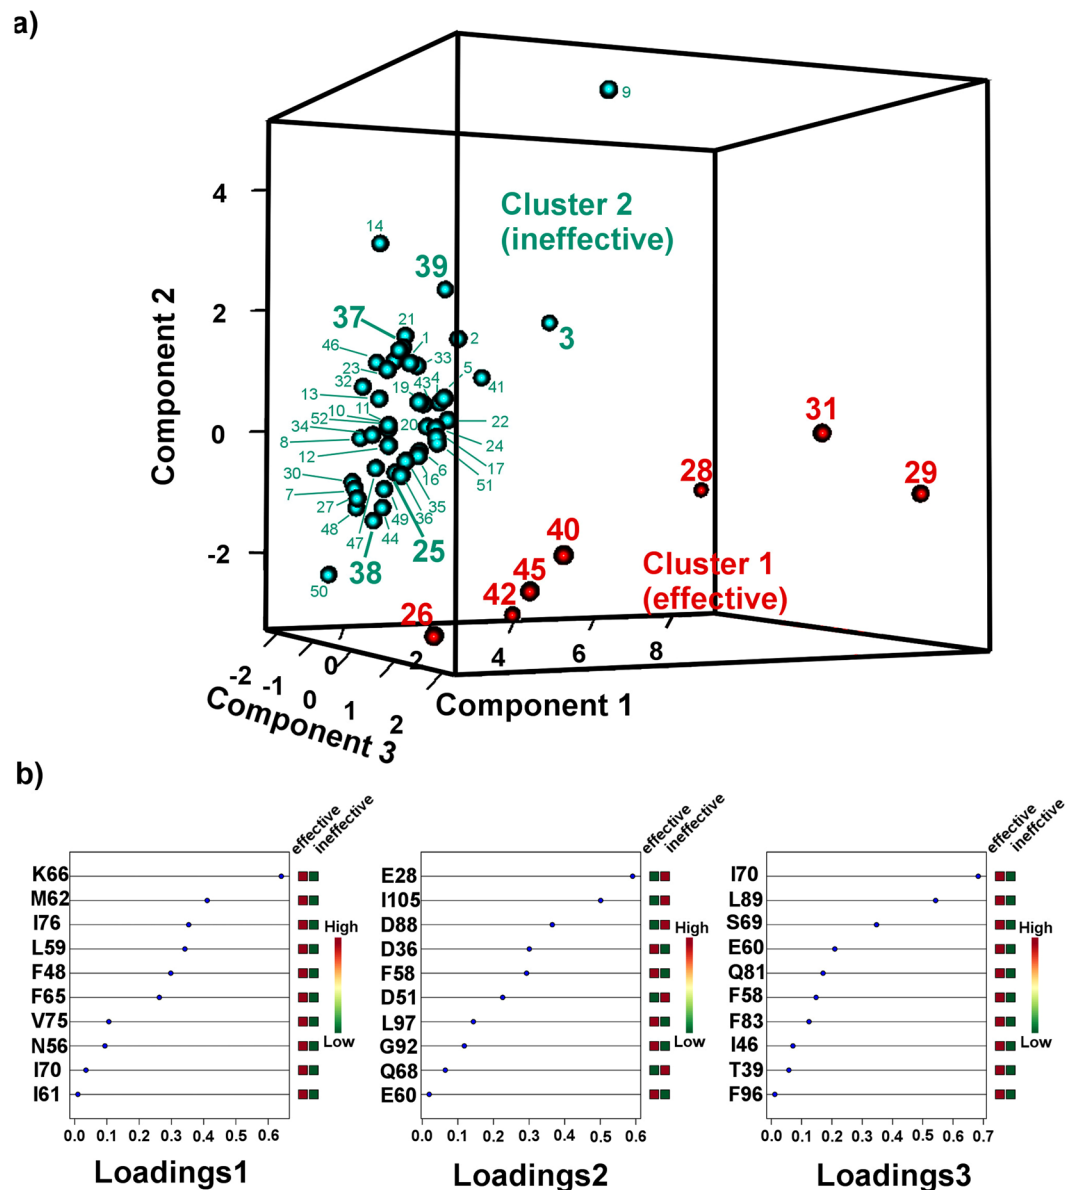 a)
9
4
Cluster 2
(ineffective)
14
39
Component 2
2
37
21
1
2
3
46
33
23
5
32
19
43
4
41
13
11
31
10
52
20
22
0
34
8
24
12
17
6
28
29
30
16
51
7
35
27
36
40
48
49
47
44
25
-2
38
45
Cluster 1
(effective)
50
42
26
0
2
4
6
8
-2
-1
0
1
2
Component 1
Component 3
b)
effective
ineffective
K66
M62
I76
L59
F48
F65
V75
N56
I70
I61
High
Low
0.0 0.1 0.2 0.3 0.4 0.5 0.6
Loadings1
effective
ineffective
E28
I105
D88
D36
F58
D51
L97
G92
Q68
E60
High
Low
0.0 0.1 0.2 0.3 0.4 0.5 0.6
Loadings2
effective
ineffctive
I70
L89
S69
E60
Q81
F58
F83
I46
T39
F96
High
Low
0.0 0.1 0.2 0.3 0.4 0.5 0.6 0.7
Loadings3